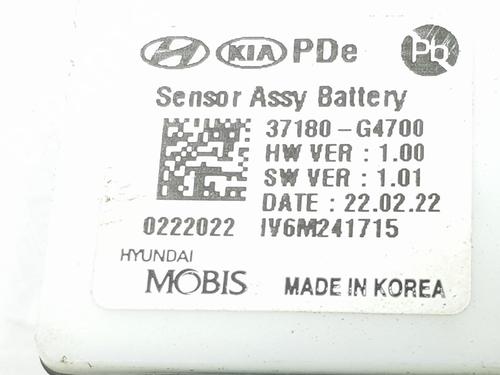 KIA PDe Pb
Sensor Assy Battery
37180-G4700
HW VER : 1.00
SW VER : 1.01
DATE : 22.02.22
0222022 IV6M241715
HYUNDAI
MOBIS MADE IN KOREA